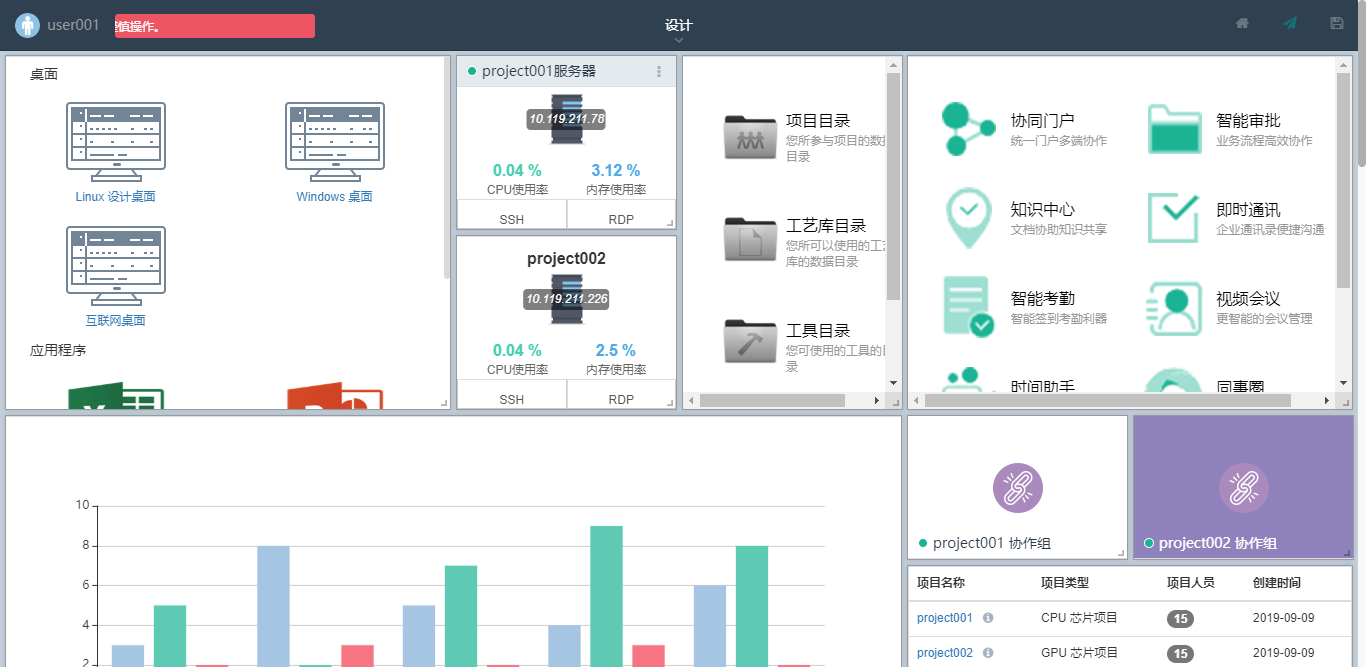 user001
值操作。
设计
桌面
Linux 设计桌面
Windows 桌面
互联网桌面
应用程序
project001服务器
10.119.211.78
0.04 %
3.12 %
CPU使用率
内存使用率
SSH
RDP
project002
10.119.211.226
0.04 %
2.5 %
CPU使用率
内存使用率
SSH
RDP
项目目录
您所参与项目的数据
目录
工艺库目录
您所可以使用的工艺
库的数据目录
工具目录
您可使用的工具的目
录
协同门户
统一门户多端协作
智能审批
业务流程高效协作
知识中心
文档协助知识共享
即时通讯
企业通讯录便捷沟通
智能考勤
智能签到考勤利器
视频会议
更智能的会议管理
时间助手
同事圈
10
8
6
4
2
project001 协作组
project002 协作组
项目名称 项目类型 项目人员 创建时间
project001 CPU 芯片项目 15 2019-09-09
project002 GPU 芯片项目 15 2019-09-09